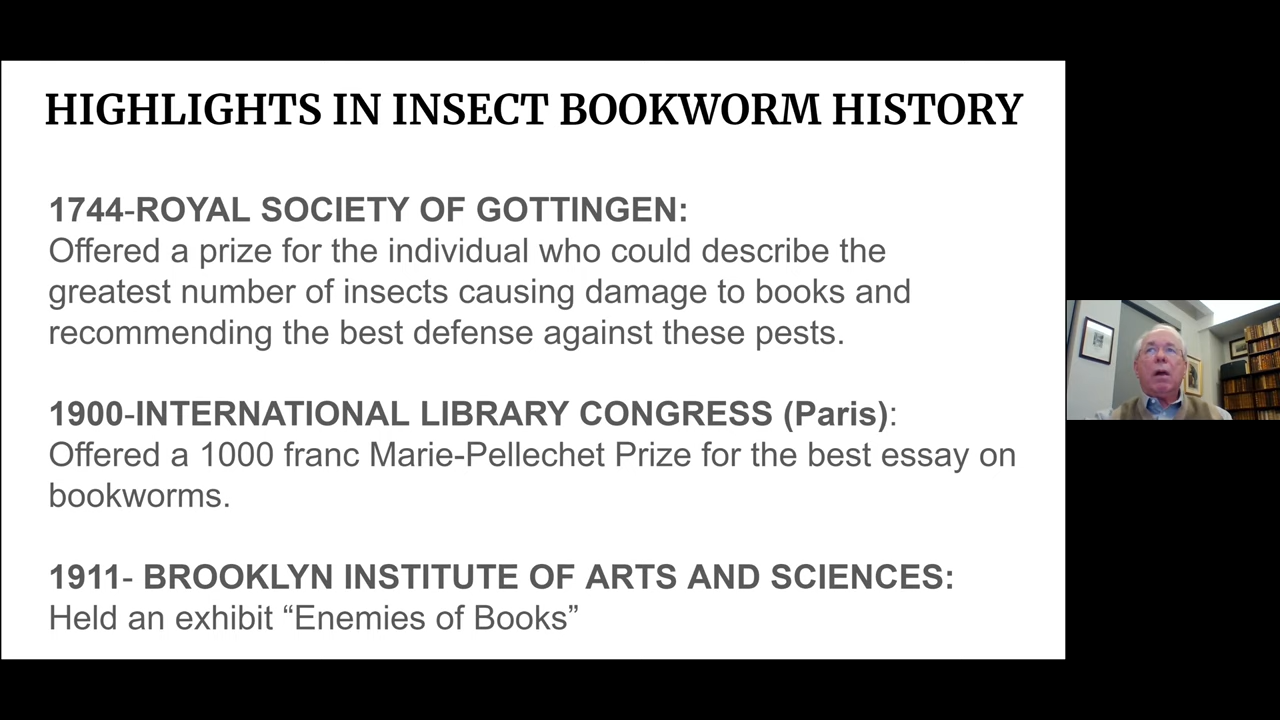 HIGHLIGHTS IN INSECT BOOKWORM HISTORY
1744-ROYAL SOCIETY OF GOTTINGEN:
Offered a prize for the individual who could describe the
greatest number of insects causing damage to books and
recommending the best defense against these pests.
1900-INTERNATIONAL LIBRARY CONGRESS (Paris):
Offered a 1000 franc Marie-Pellechet Prize for the best essay on
bookworms.
1911- BROOKLYN INSTITUTE OF ARTS AND SCIENCES:
Held an exhibit “Enemies of Books”